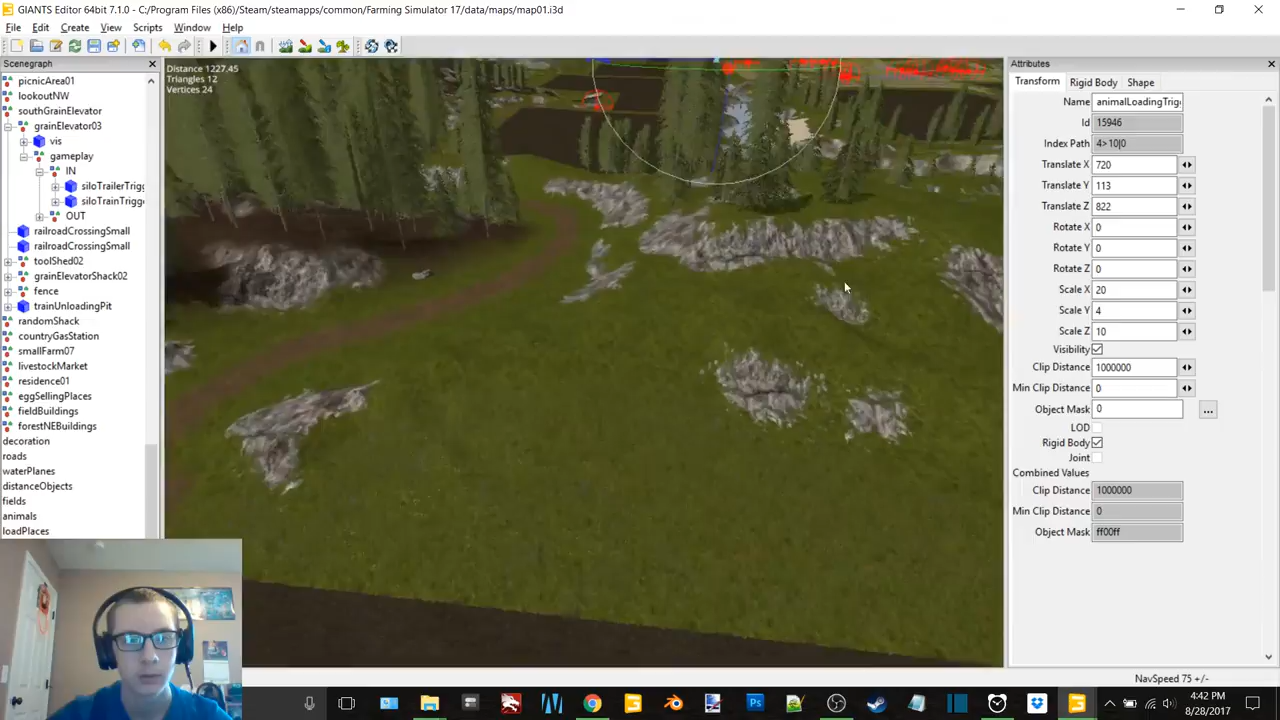 GIANTS Editor 64bit 7.1.0 - C:/Program Files (x86)/Steam/steamapps/common/Farming Simulator 17/data/maps/map01.i3d
File Edit Create View Scripts Window Help
Scenegraph
picnicArea01
lookoutNW
southGrainElevator
grainElevator03
vis
gameplay
IN
siloTrailerTrigg
siloTrainTrigge
OUT
railroadCrossingSmall
railroadCrossingSmall
toolShed02
grainElevatorShack02
fence
trainUnloadingPit
randomShack
countryGasStation
smallFarm07
livestockMarket
residence01
eggSellingPlaces
fieldBuildings
forestNEBuildings
decoration
roads
waterPlanes
distanceObjects
fields
animals
loadPlaces
Distance 1227.45
Triangles 12
Vertices 24
Attributes
Transform Rigid Body Shape
Name animalLoadingTrigg
Id 15946
Index Path 4>10|0
Translate X 720
Translate Y 113
Translate Z 822
Rotate X 0
Rotate Y 0
Rotate Z 0
Scale X 20
Scale Y 4
Scale Z 10
Visibility
Clip Distance 1000000
Min Clip Distance 0
Object Mask 0 ...
LOD
Rigid Body
Joint
Combined Values
Clip Distance 1000000
Min Clip Distance 0
Object Mask ff00ff
NavSpeed 75 +/-
4:42 PM
8/28/2017